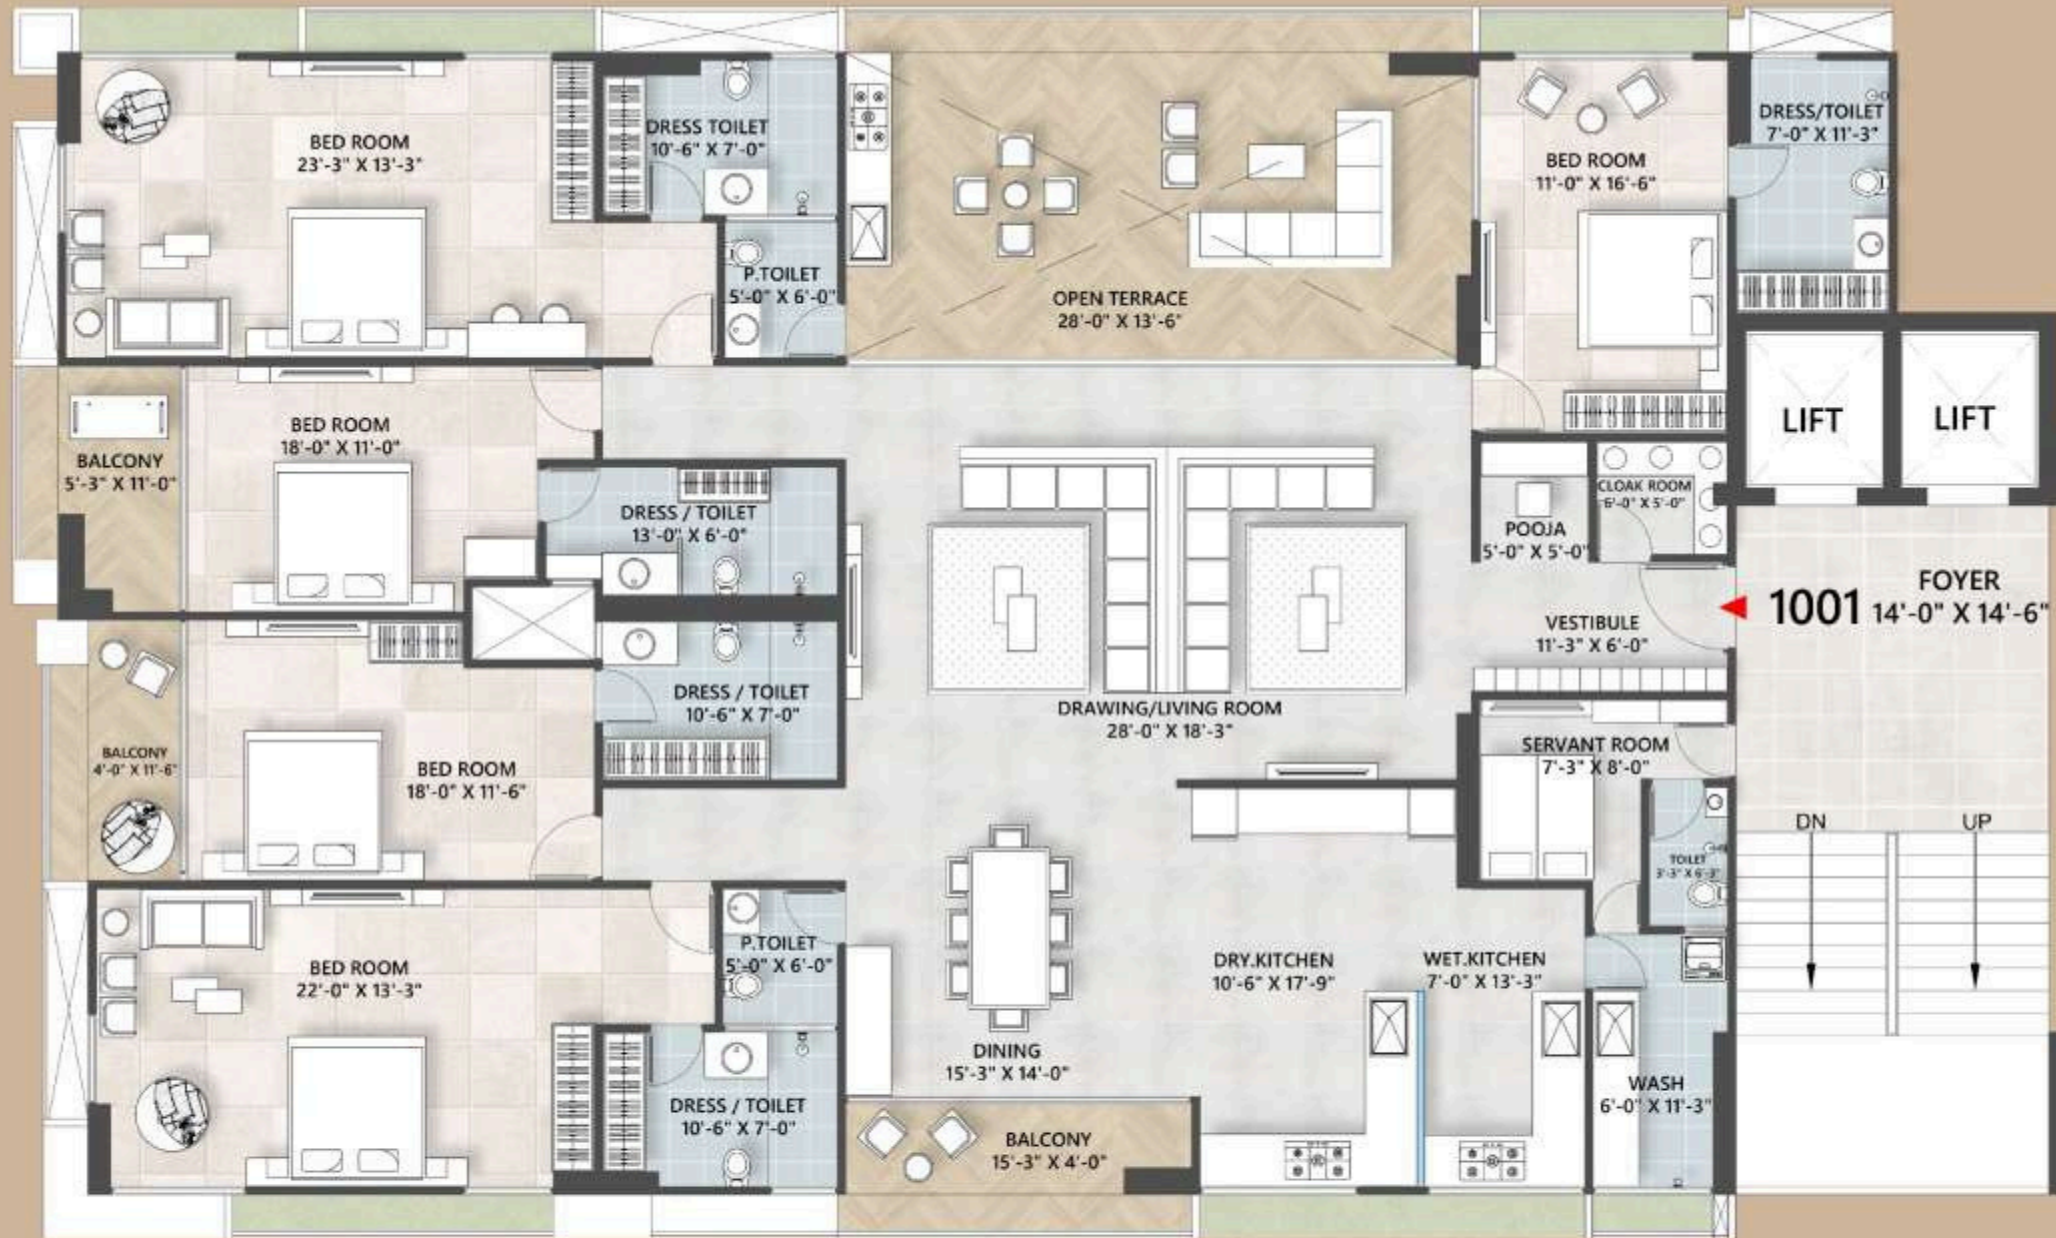 BED ROOM
23'-3" X 13'-3"
DRESS TOILET
10'-6" X 7'-0"
P.TOILET
5'-0" X 6'-0"
OPEN TERRACE
28'-0" X 13'-6"
BED ROOM
11'-0" X 16'-6"
DRESS/TOILET
7'-0" X 11'-3"
LIFT
LIFT
BALCONY
5'-3" X 11'-0"
BED ROOM
18'-0" X 11'-0"
DRESS / TOILET
13'-0" X 6'-0"
POOJA
5'-0" X 5'-0"
CLOAK ROOM
6'-0" X 5'-0"
VESTIBULE
11'-3" X 6'-0"
1001
FOYER
14'-0" X 14'-6"
BALCONY
4'-0" X 11'-6"
BED ROOM
18'-0" X 11'-6"
DRESS / TOILET
10'-6" X 7'-0"
DRAWING/LIVING ROOM
28'-0" X 18'-3"
SERVANT ROOM
7'-3" X 8'-0"
TOILET
3'-3" X 6'-3"
DN
UP
BED ROOM
22'-0" X 13'-3"
P.TOILET
5'-0" X 6'-0"
DRESS / TOILET
10'-6" X 7'-0"
DINING
15'-3" X 14'-0"
BALCONY
15'-3" X 4'-0"
DRY.KITCHEN
10'-6" X 17'-9"
WET.KITCHEN
7'-0" X 13'-3"
WASH
6'-0" X 11'-3"